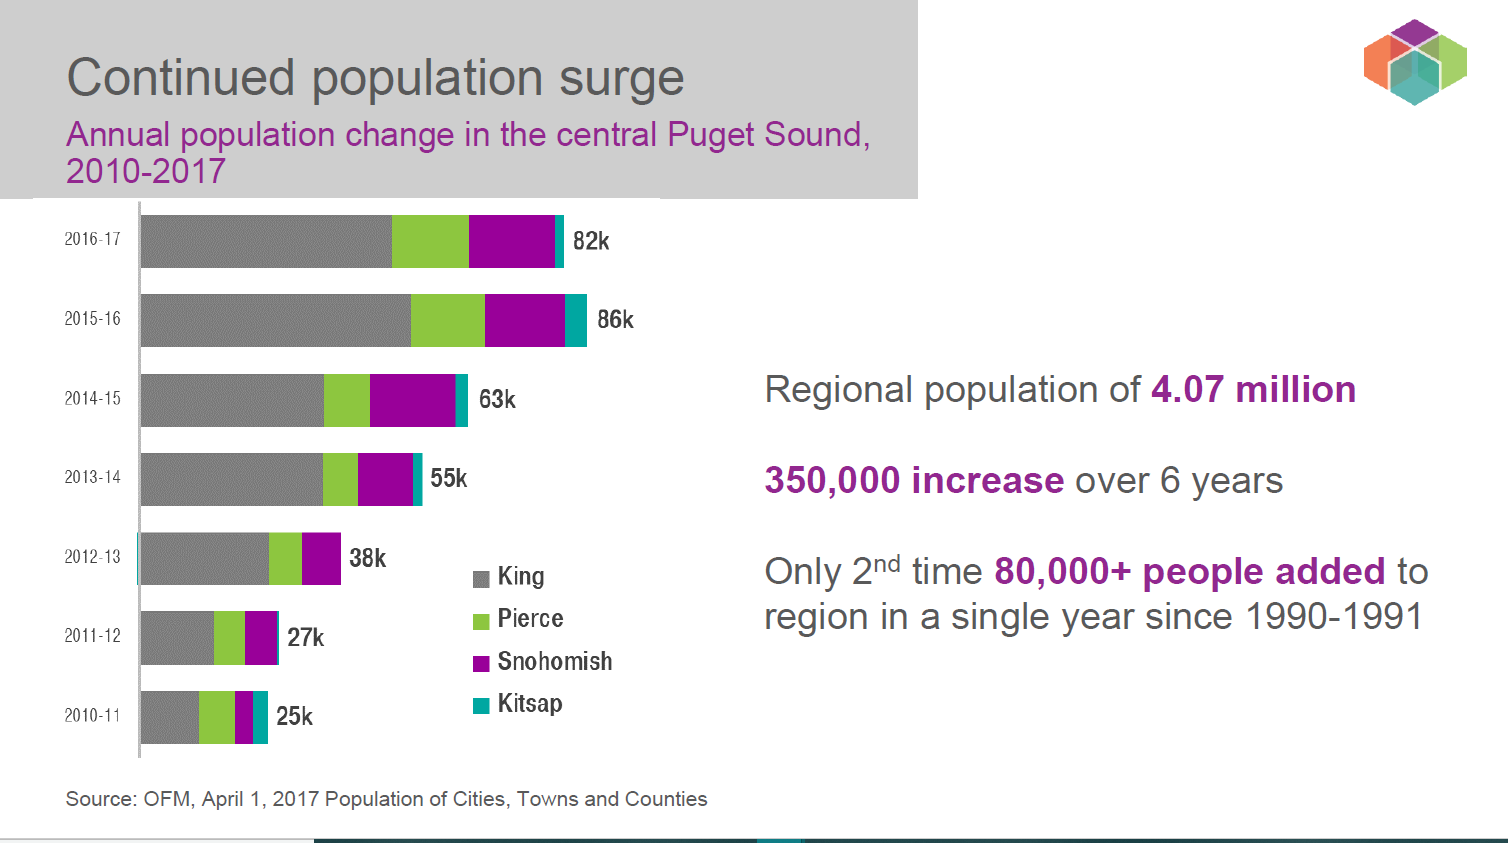 Continued population surge
Annual population change in the central Puget Sound,
2010-2017
2016-17 82k
2015-16 86k
2014-15 63k
2013-14 55k
2012-13 38k
2011-12 27k
2010-11 25k
King
Pierce
Snohomish
Kitsap
Regional population of 4.07 million
350,000 increase over 6 years
Only 2nd time 80,000+ people added to
region in a single year since 1990-1991
Source: OFM, April 1, 2017 Population of Cities, Towns and Counties